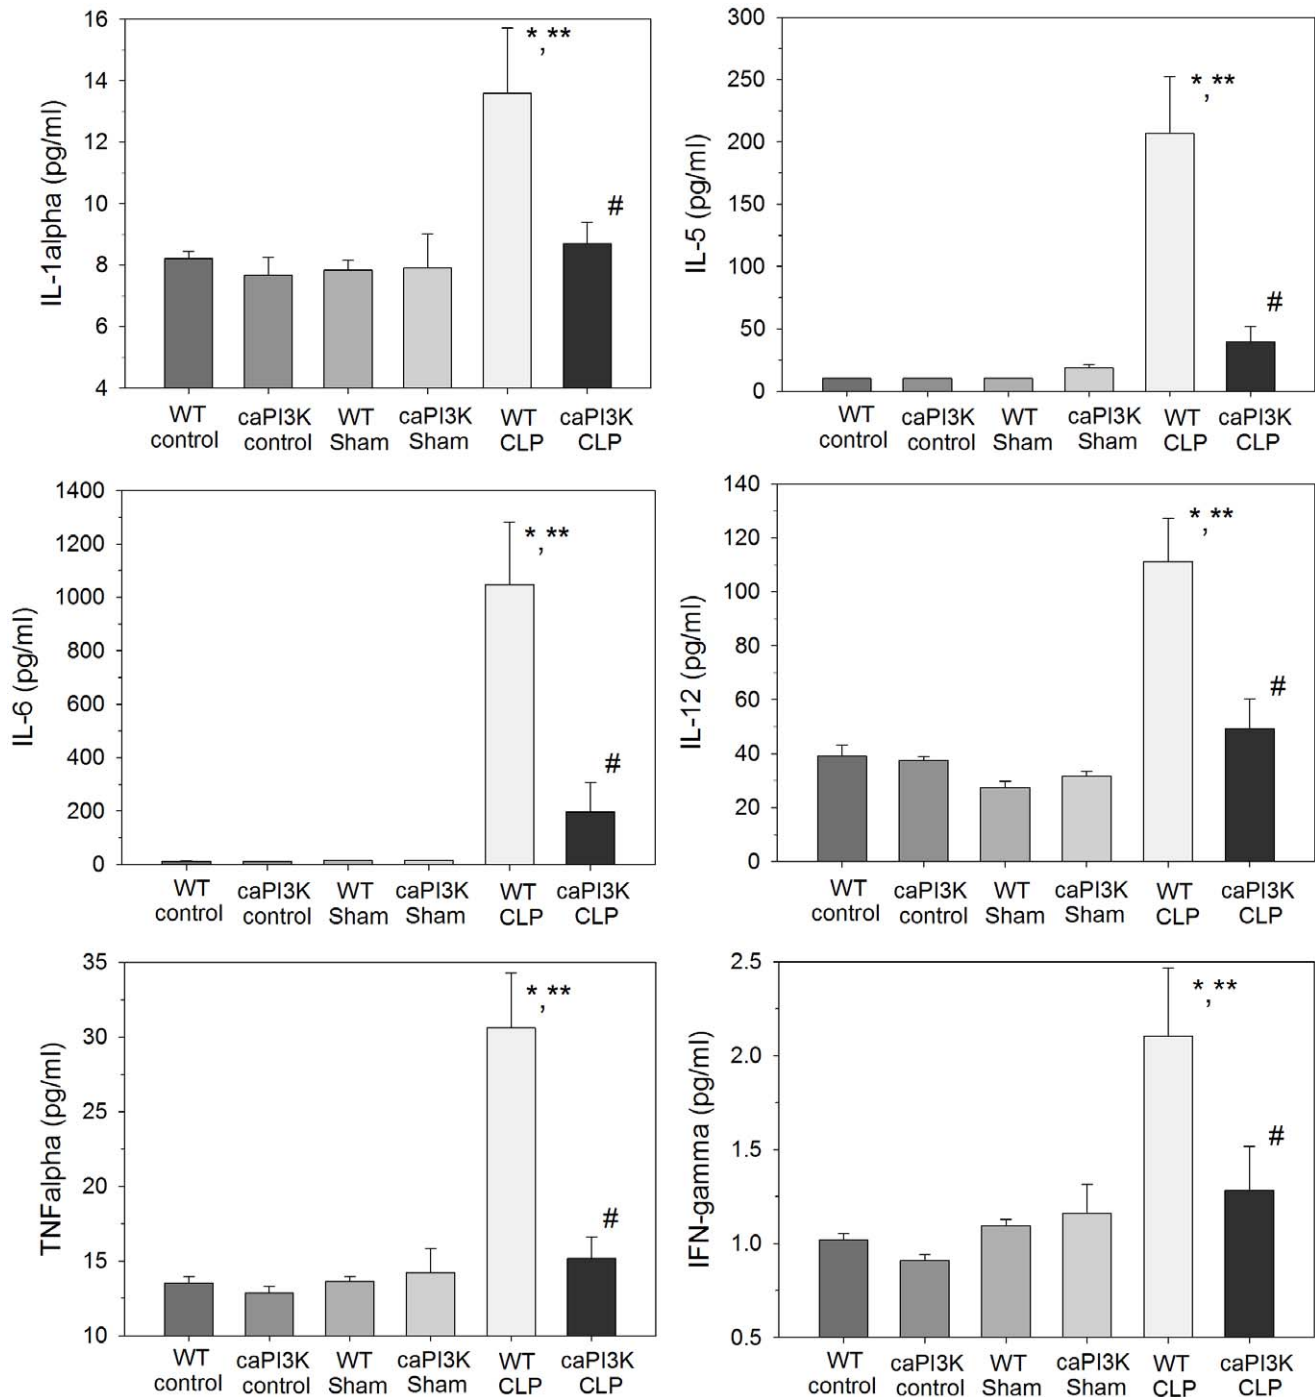 IL-1alpha (pg/ml)
16
14
12
10
8
6
4
*,**
#
WT control
caPI3K control
WT Sham
caPI3K Sham
WT CLP
caPI3K CLP
IL-5 (pg/ml)
300
250
200
150
100
50
0
*,**
#
WT control
caPI3K control
WT Sham
caPI3K Sham
WT CLP
caPI3K CLP
IL-6 (pg/ml)
1400
1200
1000
800
600
400
200
0
*,**
#
WT control
caPI3K control
WT Sham
caPI3K Sham
WT CLP
caPI3K CLP
IL-12 (pg/ml)
140
120
100
80
60
40
20
0
*,**
#
WT control
caPI3K control
WT Sham
caPI3K Sham
WT CLP
caPI3K CLP
TNFalpha (pg/ml)
35
30
25
20
15
10
*,**
#
WT control
caPI3K control
WT Sham
caPI3K Sham
WT CLP
caPI3K CLP
IFN-gamma (pg/ml)
2.5
2.0
1.5
1.0
0.5
*,**
#
WT control
caPI3K control
WT Sham
caPI3K Sham
WT CLP
caPI3K CLP